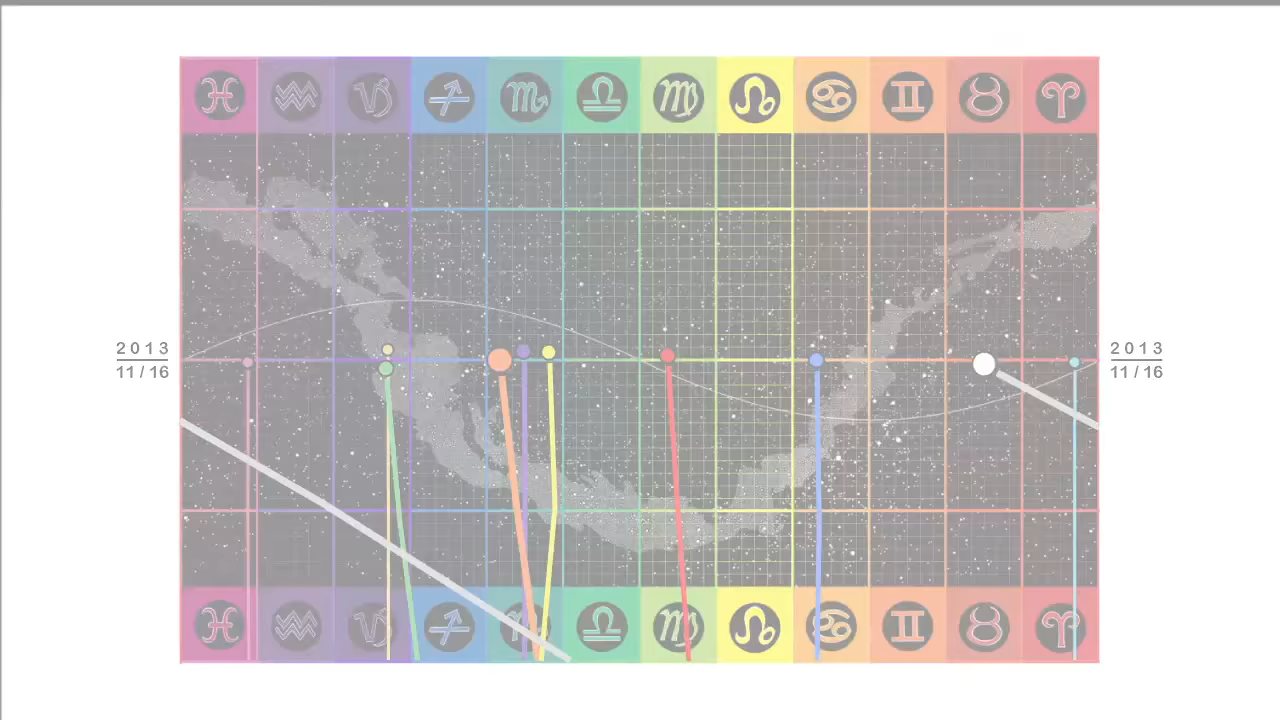 ♓ ♒ ♑ ♐ ♏ ♎ ♍ ♌ ♋ ♊ ♉ ♈
2013
11/16
2013
11/16
♓ ♒ ♑ ♐ ♏ ♎ ♍ ♌ ♋ ♊ ♉ ♈